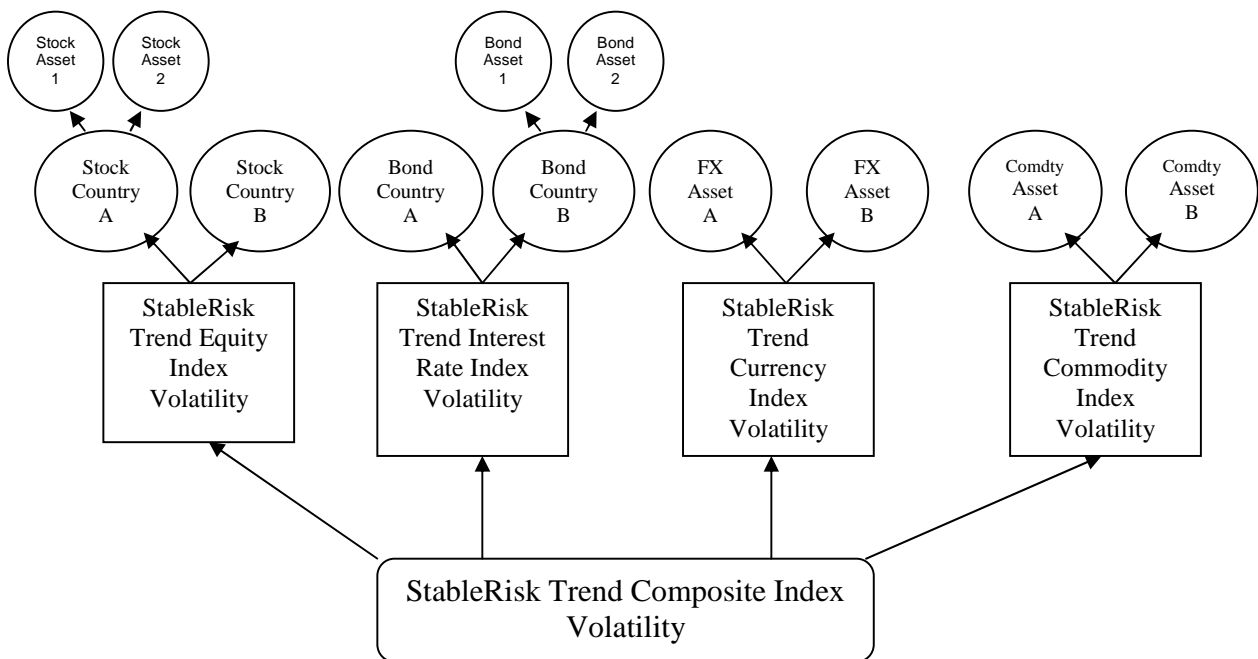 Stock
Asset
1
Stock
Asset
2
Bond
Asset
1
Bond
Asset
2
Stock
Country
A
Stock
Country
B
Bond
Country
A
Bond
Country
B
FX
Asset
A
FX
Asset
B
Comdty
Asset
A
Comdty
Asset
B
StableRisk
Trend Equity
Index
Volatility
StableRisk
Trend Interest
Rate Index
Volatility
StableRisk
Trend
Currency
Index
Volatility
StableRisk
Trend
Commodity
Index
Volatility
StableRisk Trend Composite Index
Volatility